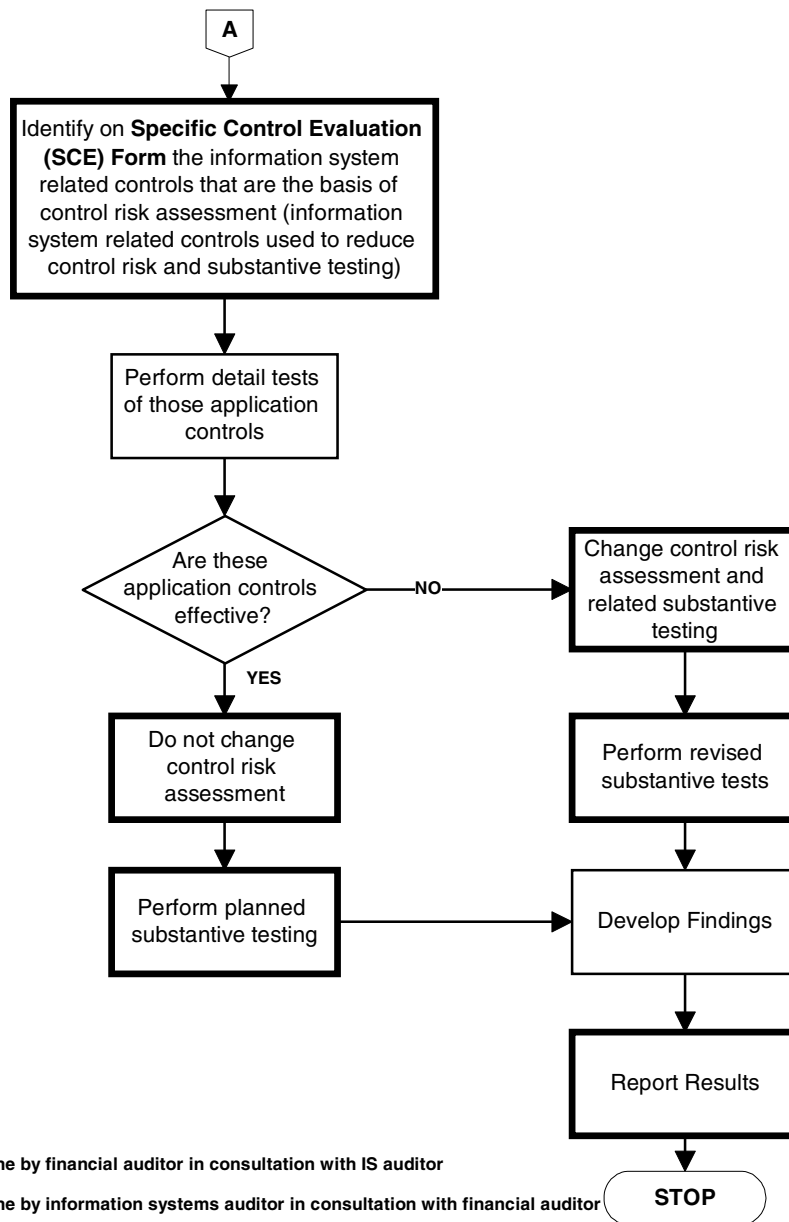 A
Identify on Specific Control Evaluation
(SCE) Form the information system
related controls that are the basis of
control risk assessment (information
system related controls used to reduce
control risk and substantive testing)
Perform detail tests
of those application
controls
Are these
application controls
effective?
NO
Change control risk
assessment and
related substantive
testing
YES
Do not change
control risk
assessment
Perform revised
substantive tests
Perform planned
substantive testing
Develop Findings
Report Results
ne by financial auditor in consultation with IS auditor
ne by information systems auditor in consultation with financial auditor
STOP